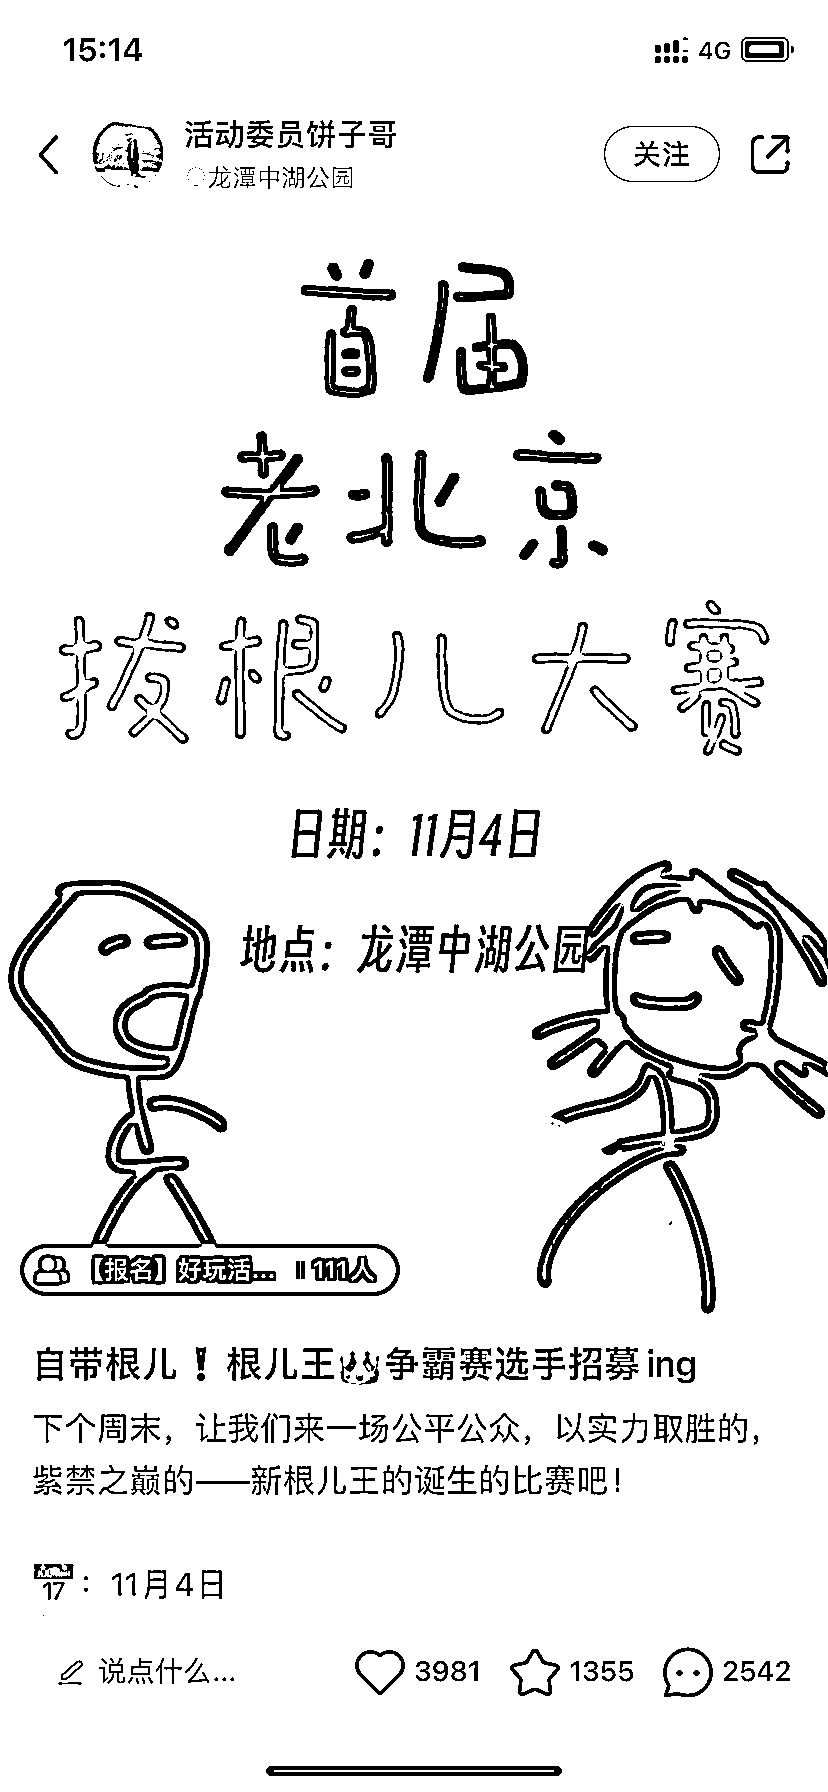 15:14
4G
活动委员饼子哥
龙潭中湖公园
关注
首届
老北京
拔根儿大赛
日期：11月4日
地点：龙潭中湖公园
【报名】好玩活... 111人
自带根儿！根儿王争霸赛选手招募ing
下个周末，让我们来一场公平公众，以实力取胜的，
紫禁之巅的——新根儿王的诞生的比赛吧！
17：11月4日
说点什么...
3981
1355
2542